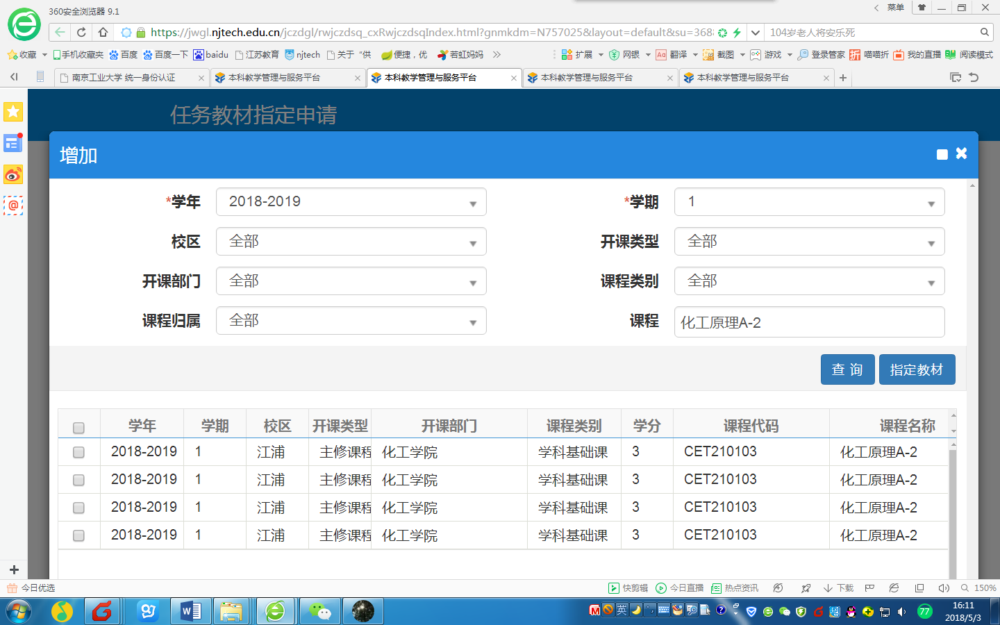 360安全浏览器 9.1
菜单
https://jwgl.njtech.edu.cn/jczdgl/rwjczdsq_cxRwjczdsqIndex.html?gnmkdm=N757025&layout=default&su=368
104岁老人将安乐死
收藏 手机收藏夹 百度 百度一下 baidu 江苏教育 njtech 关于“供 便捷，优 若虹妈妈 扩展 网银 翻译 截图 游戏 登录管家 喵喵折 我的直播 阅读模式
南京工业大学 统一身份认证 本科教学管理与服务平台 本科教学管理与服务平台 本科教学管理与服务平台 本科教学管理与服务平台
任务教材指定申请
增加
*学年 2018-2019 *学期 1
校区 全部 开课类型 全部
开课部门 全部 课程类别 全部
课程归属 全部 课程 化工原理A-2
查 询 指定教材
学年 学期 校区 开课类型 开课部门 课程类别 学分 课程代码 课程名称
2018-2019 1 江浦 主修课程 化工学院 学科基础课 3 CET210103 化工原理A-2
2018-2019 1 江浦 主修课程 化工学院 学科基础课 3 CET210103 化工原理A-2
2018-2019 1 江浦 主修课程 化工学院 学科基础课 3 CET210103 化工原理A-2
2018-2019 1 江浦 主修课程 化工学院 学科基础课 3 CET210103 化工原理A-2
今日优选 快剪辑 今日直播 热点资讯 下载 150%
英 77 16:11
2018/5/3